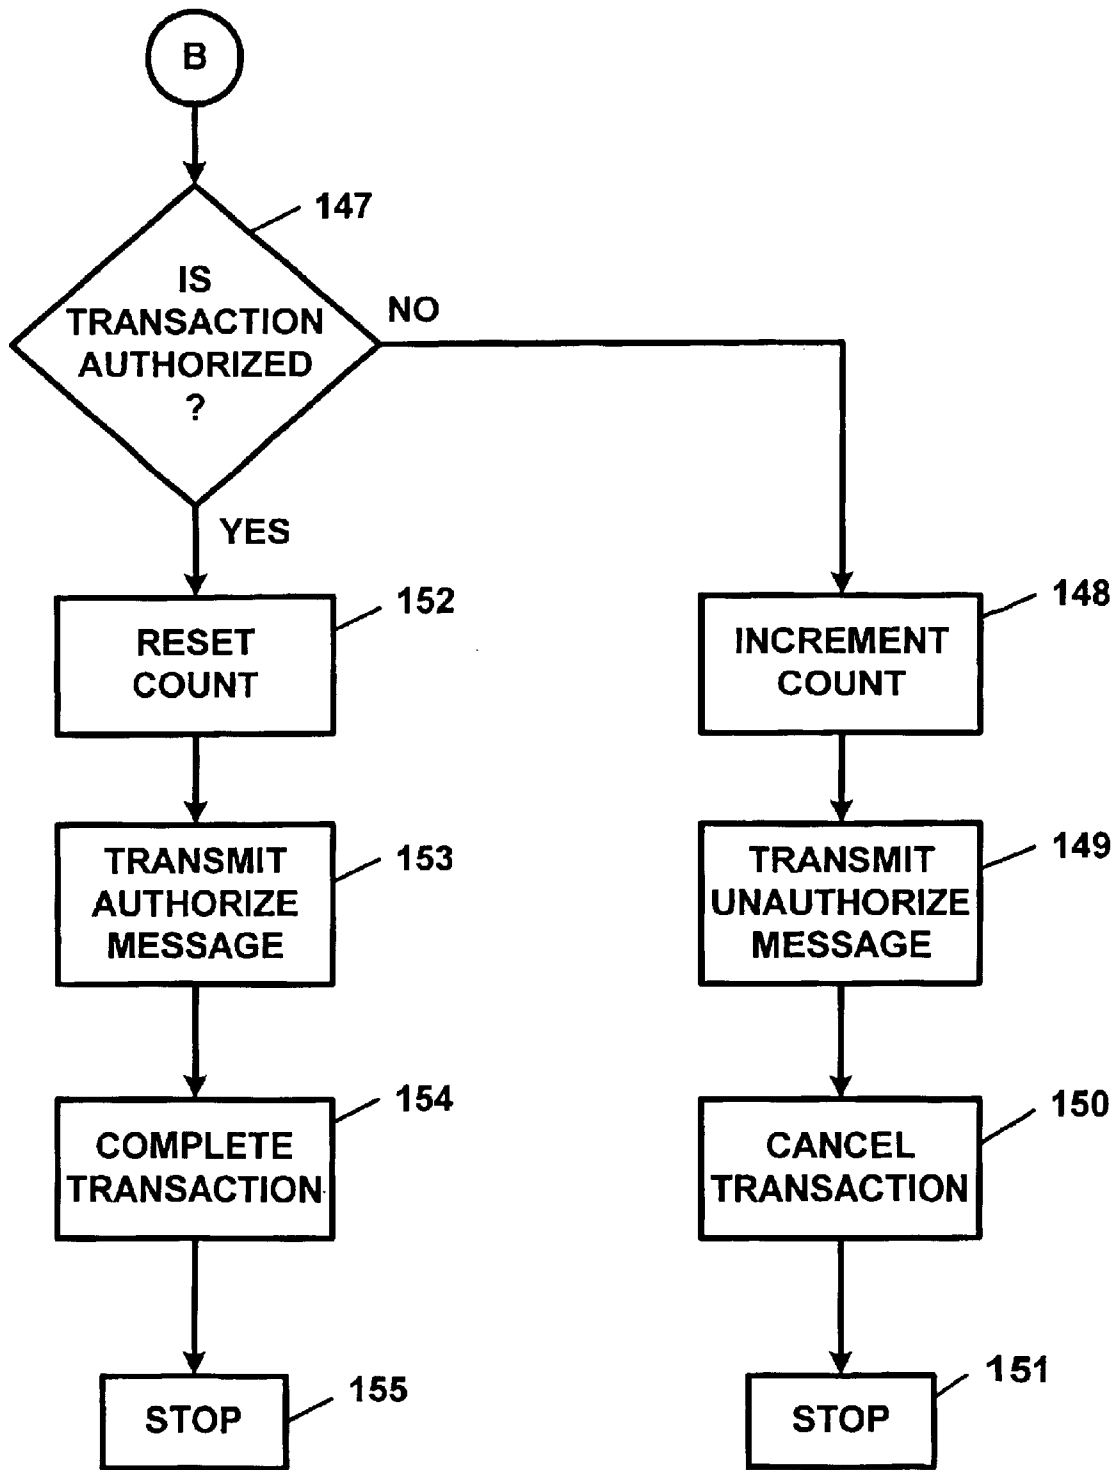 B
147
IS
TRANSACTION
AUTHORIZED
?
NO
YES
152
RESET
COUNT
148
INCREMENT
COUNT
153
TRANSMIT
AUTHORIZE
MESSAGE
149
TRANSMIT
UNAUTHORIZE
MESSAGE
154
COMPLETE
TRANSACTION
150
CANCEL
TRANSACTION
155
STOP
151
STOP